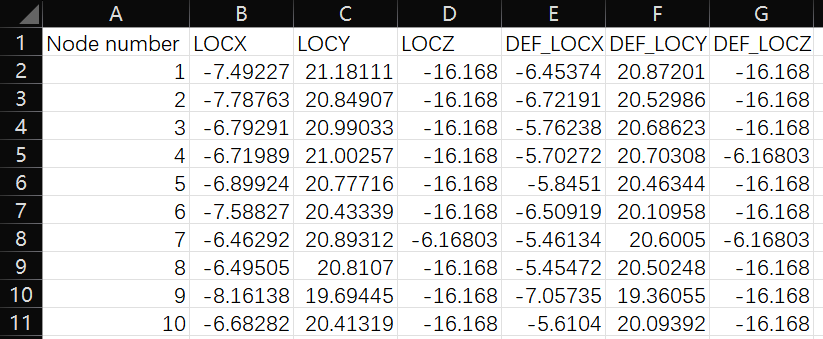 A B C D E F G
1 Node number LOCX LOCY LOCZ DEF_LOCX DEF_LOCY DEF_LOCZ
2 1 -7.49227 21.18111 -16.168 -6.45374 20.87201 -16.168
3 2 -7.78763 20.84907 -16.168 -6.72191 20.52986 -16.168
4 3 -6.79291 20.99033 -16.168 -5.76238 20.68623 -16.168
5 4 -6.71989 21.00257 -16.168 -5.70272 20.70308 -6.16803
6 5 -6.89924 20.77716 -16.168 -5.8451 20.46344 -16.168
7 6 -7.58827 20.43339 -16.168 -6.50919 20.10958 -16.168
8 7 -6.46292 20.89312 -6.16803 -5.46134 20.6005 -6.16803
9 8 -6.49505 20.8107 -16.168 -5.45472 20.50248 -16.168
10 9 -8.16138 19.69445 -16.168 -7.05735 19.36055 -16.168
11 10 -6.68282 20.41319 -16.168 -5.6104 20.09392 -16.168